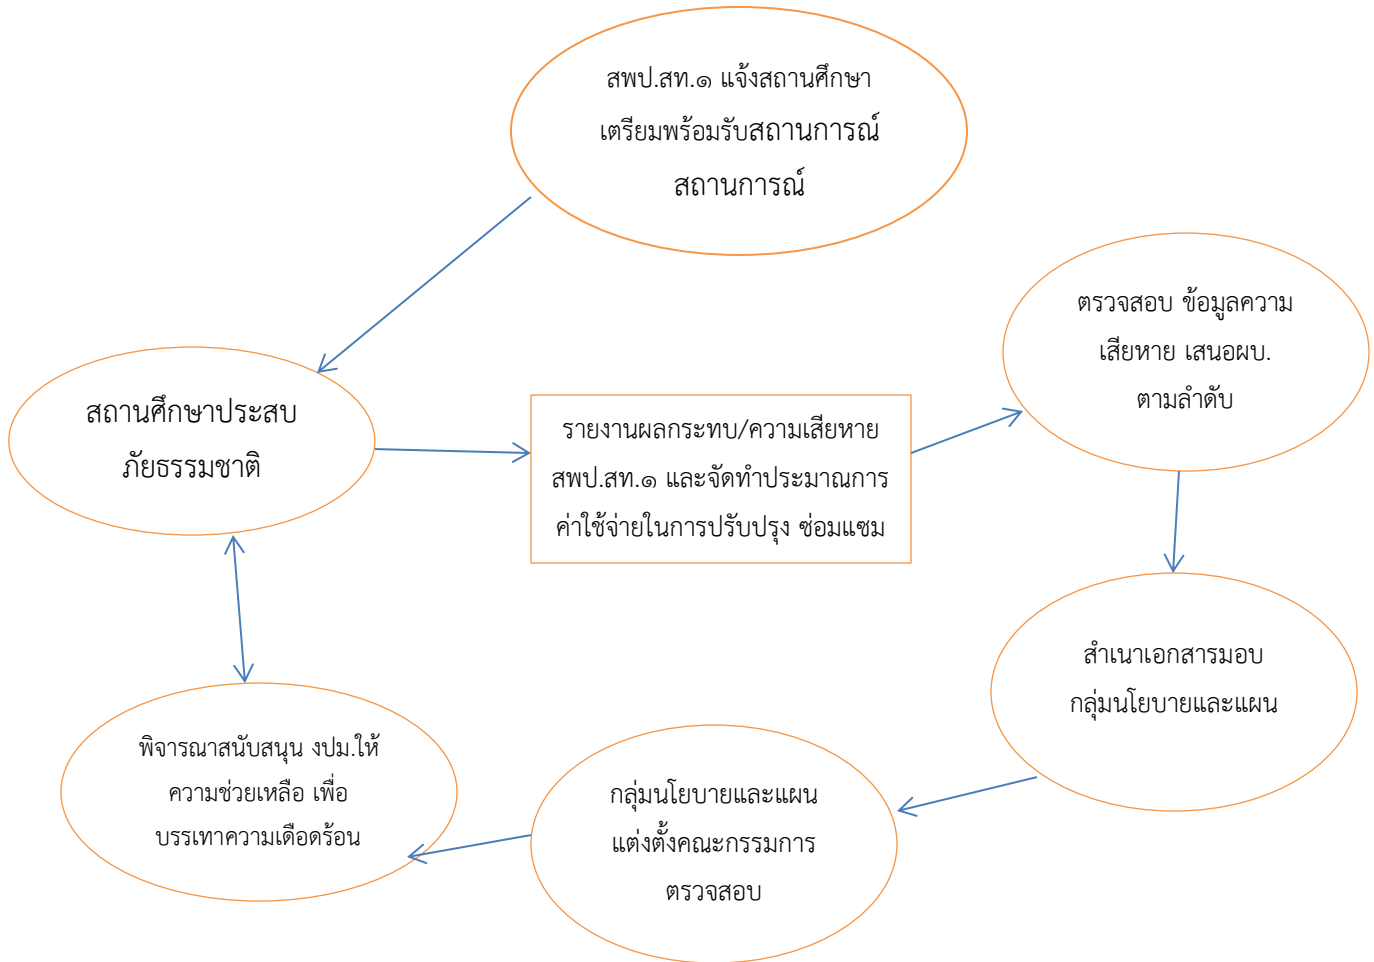 สพป.สท.๑ แจ้งสถานศึกษา
เตรียมพร้อมรับสถานการณ์
สถานการณ์
สถานศึกษาประสบ
ภัยธรรมชาติ
รายงานผลกระทบ/ความเสียหาย
สพป.สท.๑ และจัดทำประมาณการ
ค่าใช้จ่ายในการปรับปรุง ซ่อมแซม
ตรวจสอบ ข้อมูลความ
เสียหาย เสนอผบ.
ตามลำดับ
สำเนาเอกสารมอบ
กลุ่มนโยบายและแผน
กลุ่มนโยบายและแผน
แต่งตั้งคณะกรรมการ
ตรวจสอบ
พิจารณาสนับสนุน งปม.ให้
ความช่วยเหลือ เพื่อ
บรรเทาความเดือดร้อน